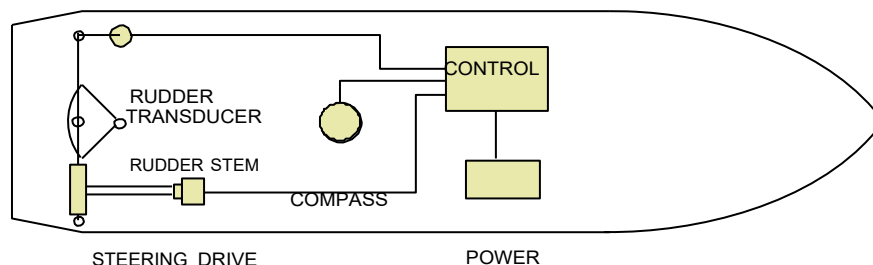 CONTROL
RUDDER
TRANSDUCER
RUDDER STEM
COMPASS
STEERING DRIVE
POWER